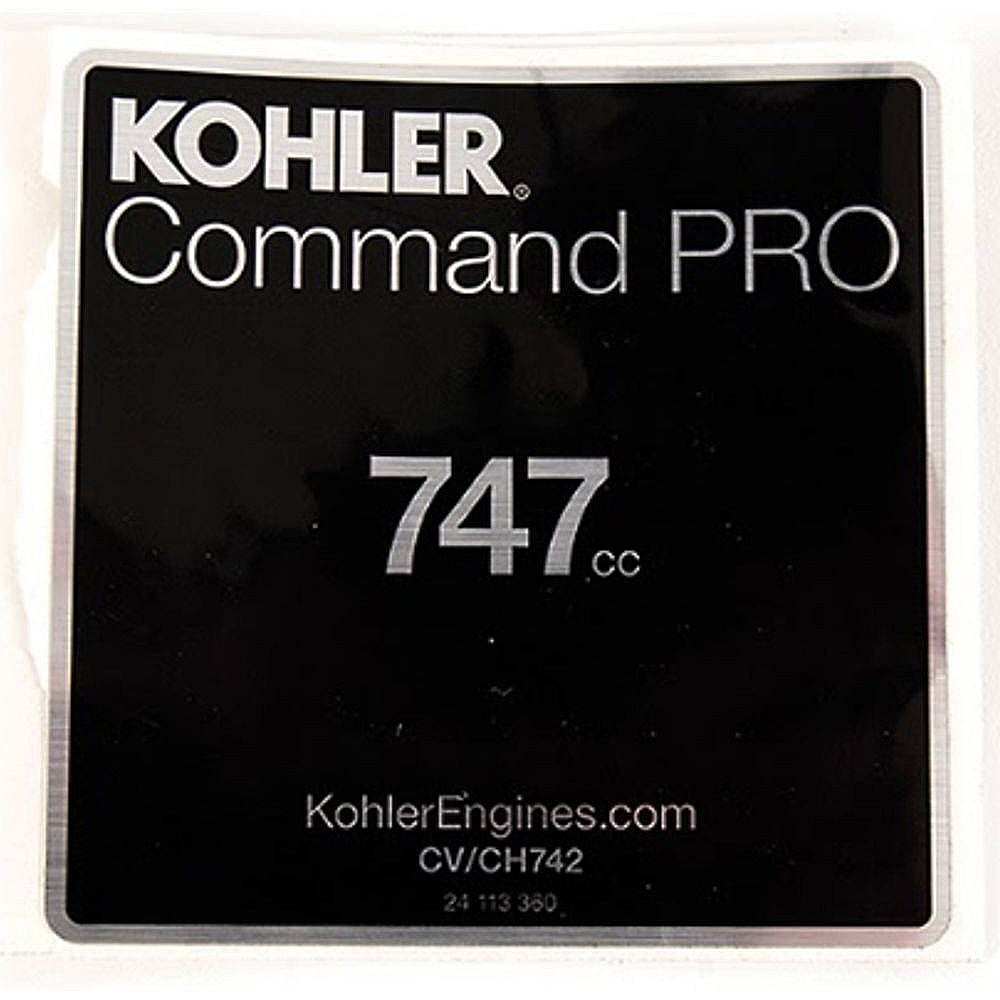 KOHLER®
Command PRO
747cc
KohlerEngines.com
CV/CH742
24 113 360